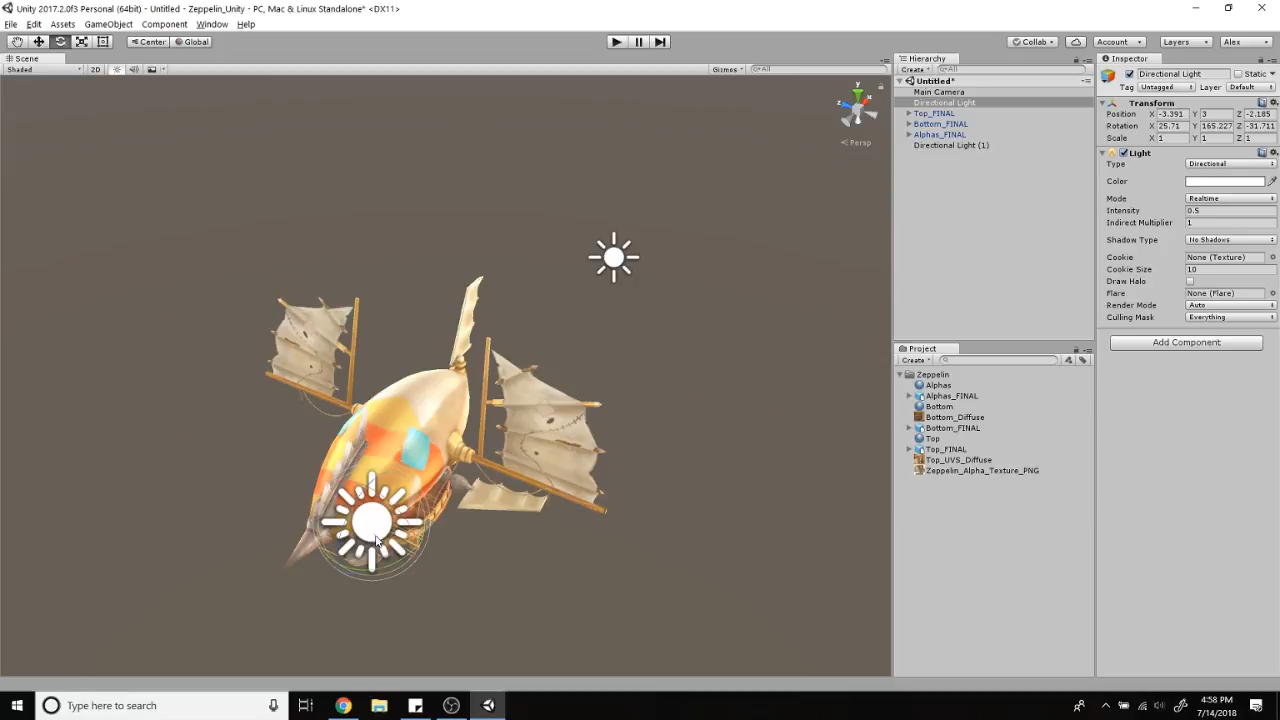 Unity 2017.2.0f3 Personal (64bit) - Untitled - Zeppelin_Unity - PC, Mac & Linux Standalone* <DX11>
File Edit Assets GameObject Component Window Help
Center Global Collab Account Layers Alex
Scene
Shaded 2D Gizmos All
y
x
z
Persp
Hierarchy
Create All
Untitled*
Main Camera
Directional Light
Top_FINAL
Bottom_FINAL
Alphas_FINAL
Directional Light (1)
Project
Create
Zeppelin
Alphas
Alphas_FINAL
Bottom
Bottom_Diffuse
Bottom_FINAL
Top
Top_FINAL
Top_UVS_Diffuse
Zeppelin_Alpha_Texture_PNG
Inspector
Directional Light Static
Tag Untagged Layer Default
Transform
Position X -3.391 Y 3 Z -2.185
Rotation X 25.71 Y 165.227 Z -31.711
Scale X 1 Y 1 Z 1
Light
Type Directional
Color
Mode Realtime
Intensity 0.5
Indirect Multiplier 1
Shadow Type No Shadows
Cookie None (Texture)
Cookie Size 10
Draw Halo
Flare None (Flare)
Render Mode Auto
Culling Mask Everything
Add Component
Type here to search
4:58 PM
7/14/2018